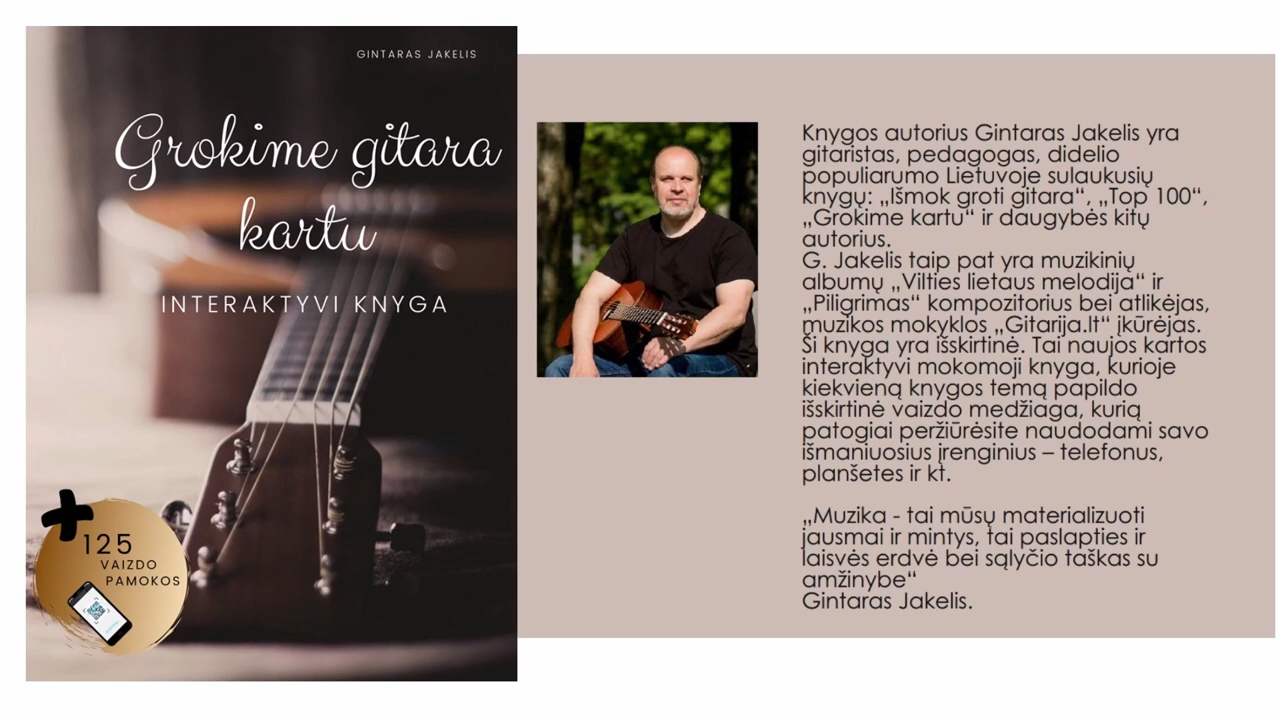 GINTARAS JAKELIS
Grokime gitara
kartu
INTERAKTYVI KNYGA
125
VAIZDO
PAMOKOS
Knygos autorius Gintaras Jakelis yra
gitaristas, pedagogas, didelio
populiarumo Lietuvoje sulaukusių
knygų: „Išmok groti gitara“, „Top 100“,
„Grokime kartu“ ir daugybės kitų
autorius.
G. Jakelis taip pat yra muzikinių
albumų „Vilties lietaus melodija“ ir
„Piligrimas“ kompozitorius bei atlikėjas,
muzikos mokyklos „Gitarija.lt“ įkūrėjas.
Ši knyga yra išskirtinė. Tai naujos kartos
interaktyvi mokomoji knyga, kurioje
kiekvieną knygos temą papildo
išskirtinė vaizdo medžiaga, kurią
patogiai peržiūrėsite naudodami savo
išmaniuosius įrenginius – telefonus,
planšetes ir kt.
„Muzika - tai mūsų materializuoti
jausmai ir mintys, tai paslapties ir
laisvės erdvė bei sąlyčio taškas su
amžinybe“
Gintaras Jakelis.